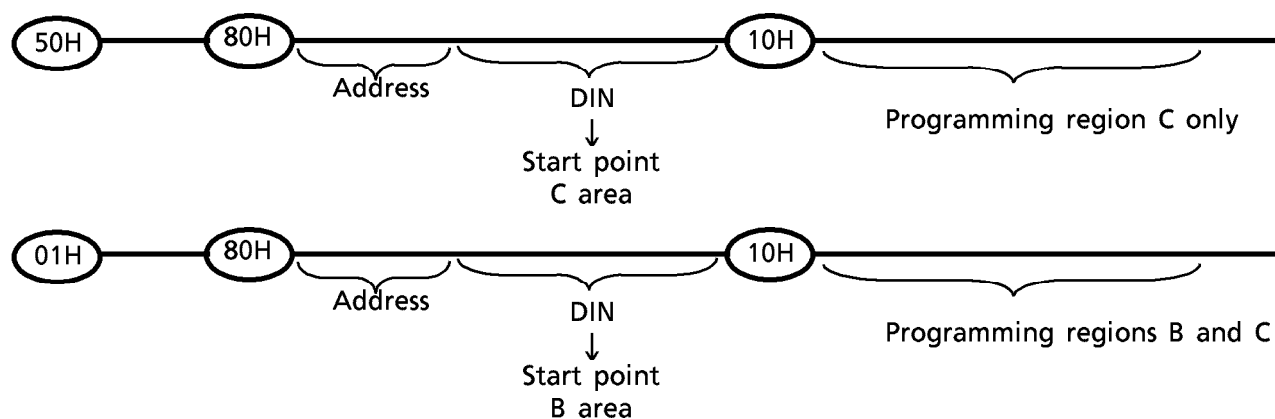 50H 80H 10H
Address
DIN
Programming region C only
↓
Start point
C area
01H 80H 10H
Address
DIN
Programming regions B and C
↓
Start point
B area